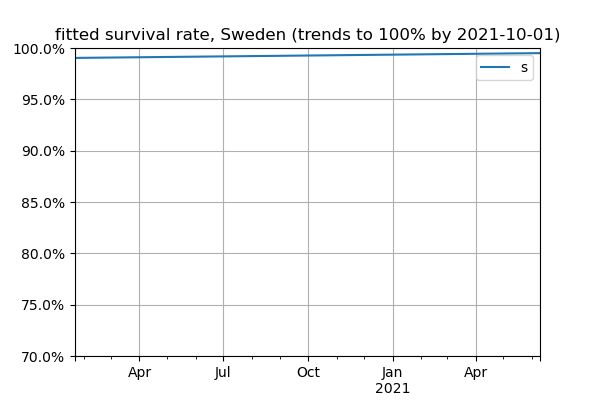 fitted survival rate, Sweden (trends to 100% by 2021-10-01)
100.0%
s
95.0%
90.0%
85.0%
80.0%
75.0%
70.0%
Apr Jul Oct Jan Apr
2021